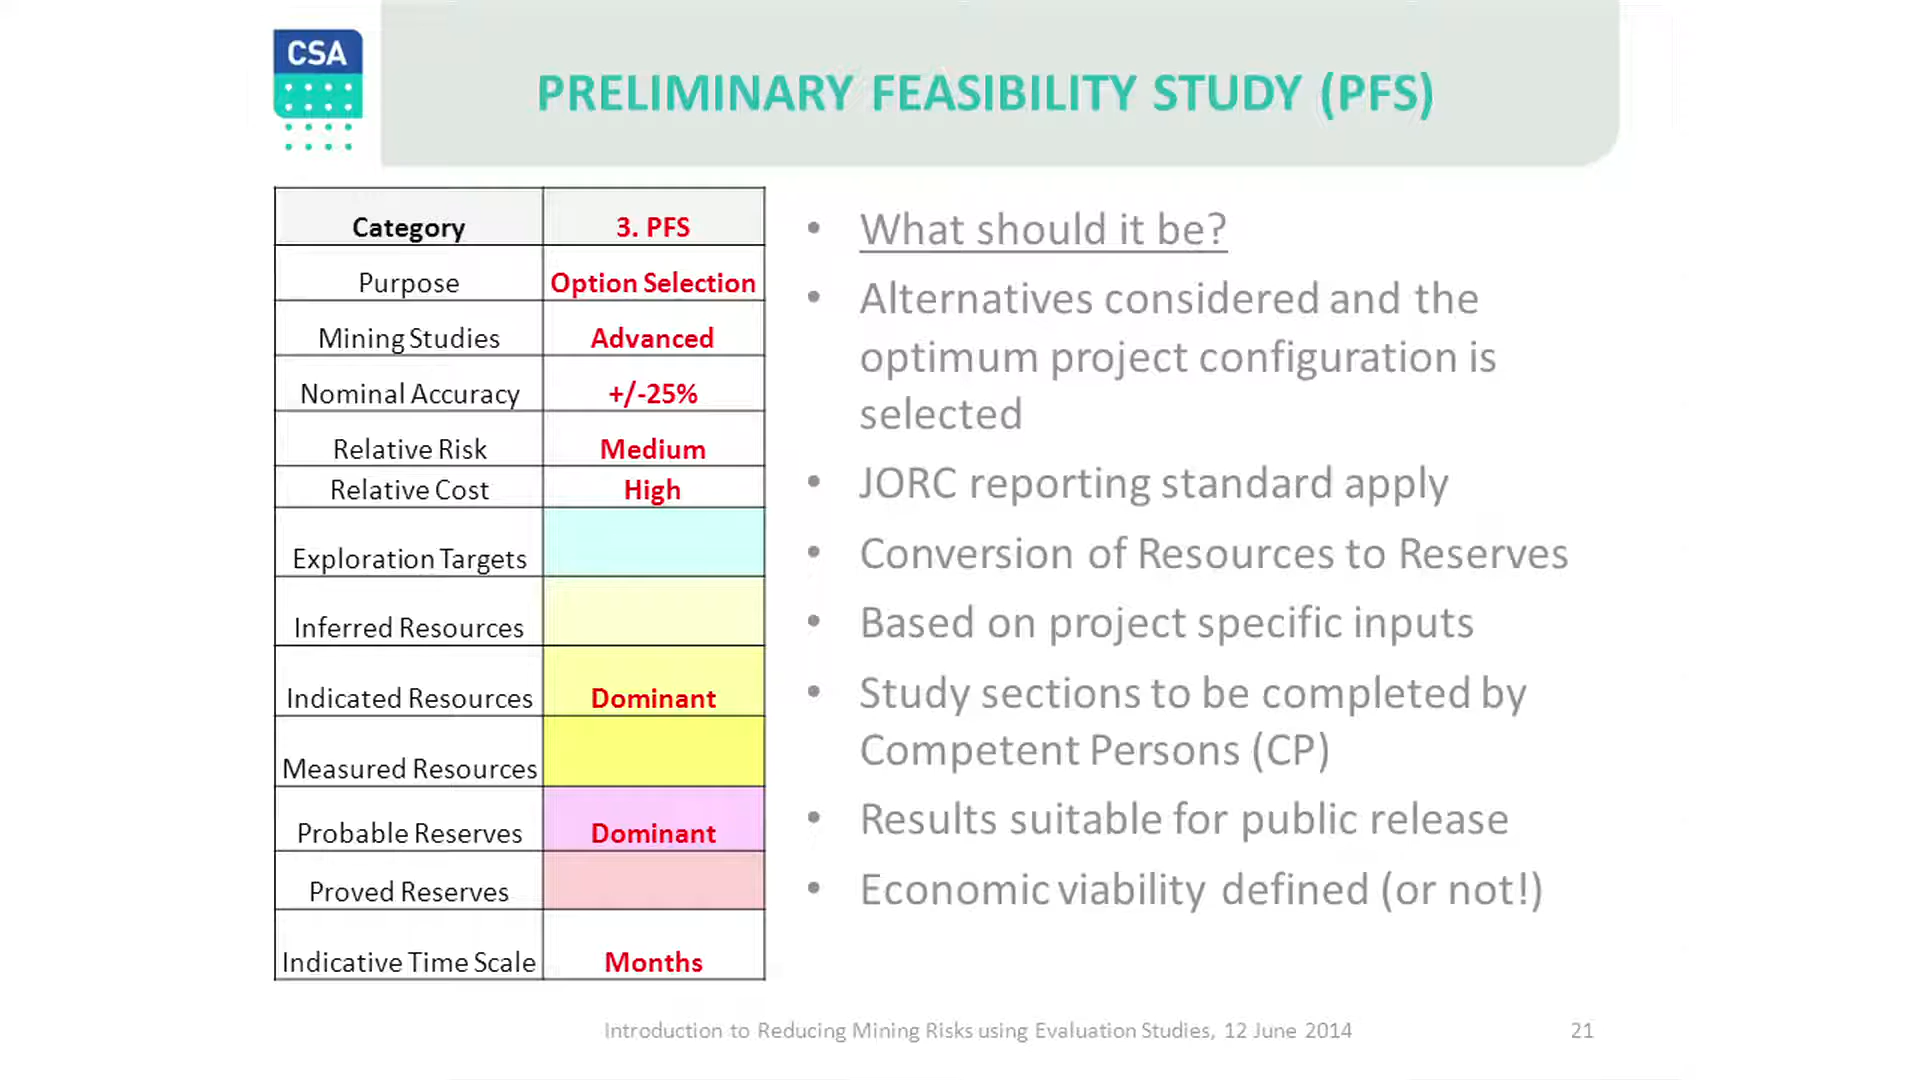 CSA
PRELIMINARY FEASIBILITY STUDY (PFS)
Category 3. PFS
Purpose Option Selection
Mining Studies Advanced
Nominal Accuracy +/-25%
Relative Risk Medium
Relative Cost High
Exploration Targets
Inferred Resources
Indicated Resources Dominant
Measured Resources
Probable Reserves Dominant
Proved Reserves
Indicative Time Scale Months
• What should it be?
• Alternatives considered and the
optimum project configuration is
selected
• JORC reporting standard apply
• Conversion of Resources to Reserves
• Based on project specific inputs
• Study sections to be completed by
Competent Persons (CP)
• Results suitable for public release
• Economic viability defined (or not!)
Introduction to Reducing Mining Risks using Evaluation Studies, 12 June 2014 21